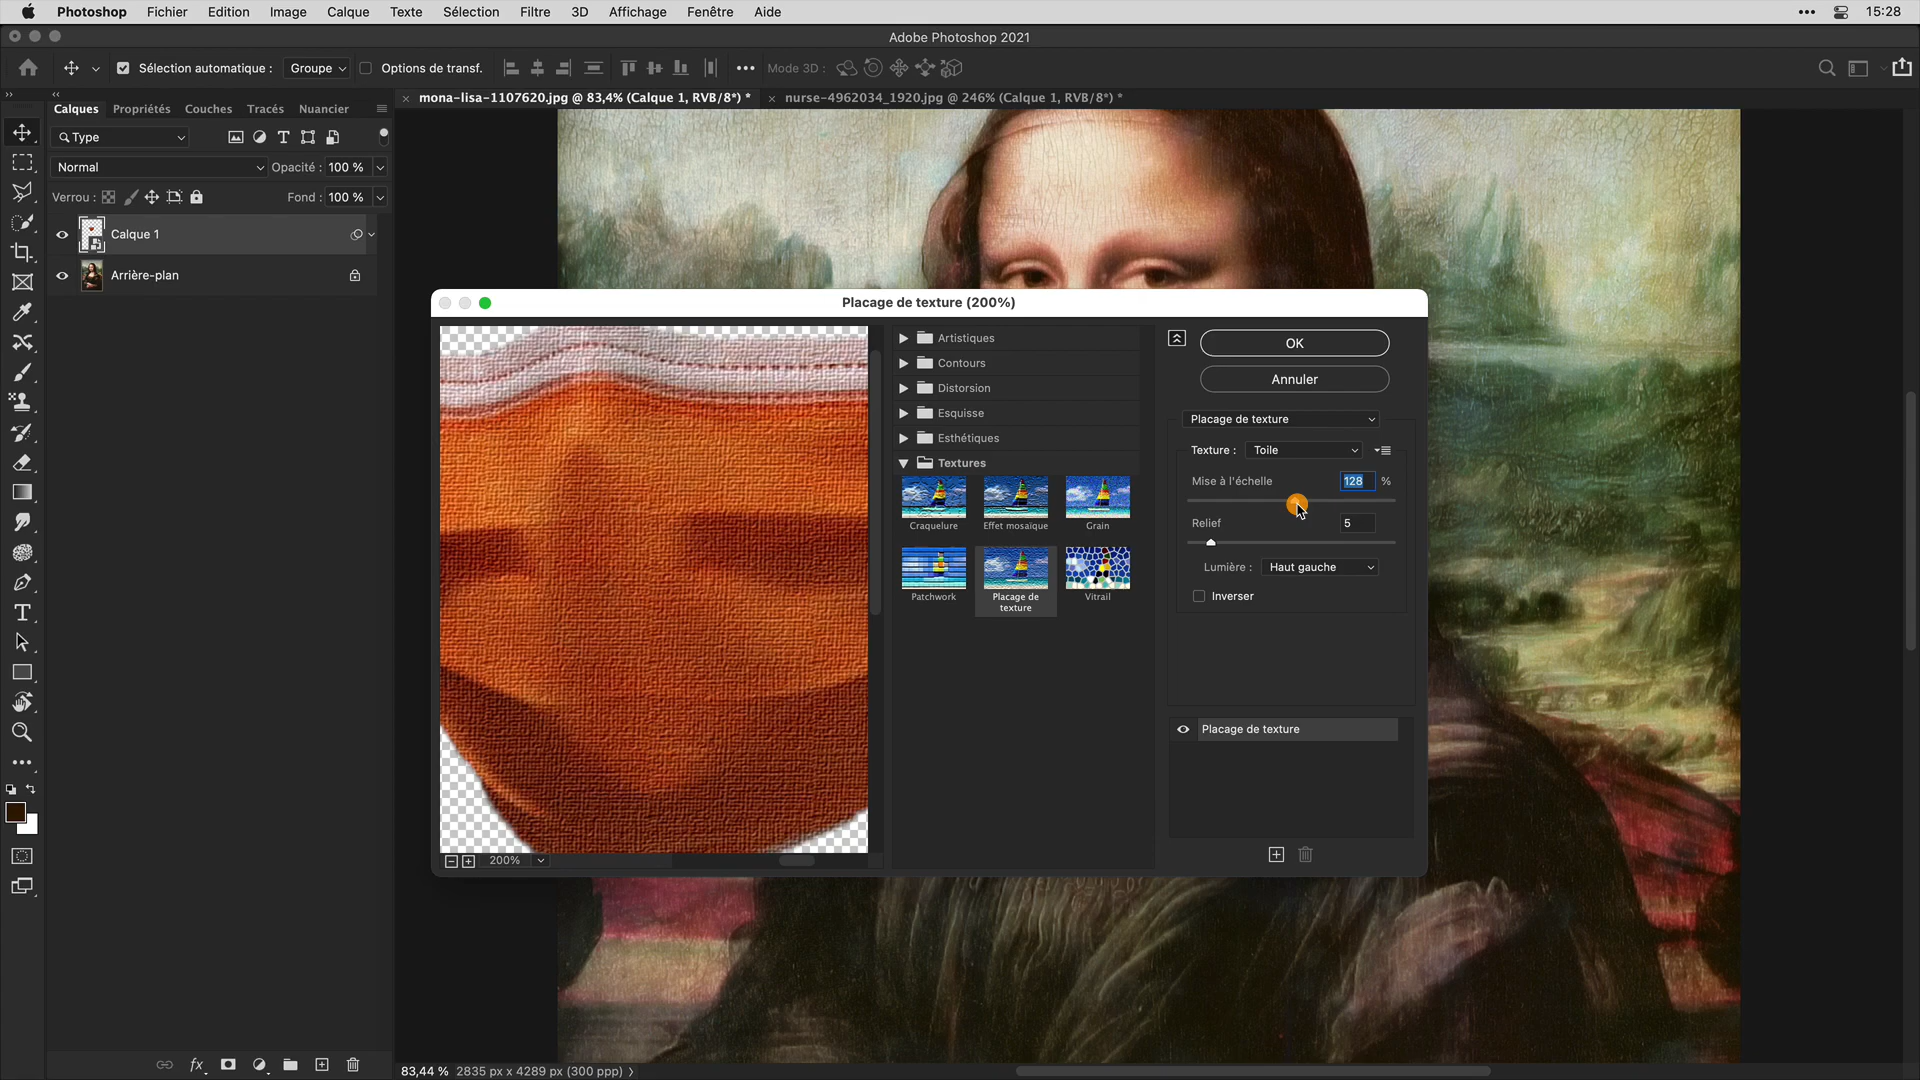 Photoshop Fichier Edition Image Calque Texte Sélection Filtre 3D Affichage Fenêtre Aide 15:28
Adobe Photoshop 2021
Sélection automatique : Groupe Options de transf. Mode 3D :
Calques Propriétés Couches Tracés Nuancier
mona-lisa-1107620.jpg @ 83,4% (Calque 1, RVB/8*) * nurse-4962034_1920.jpg @ 246% (Calque 1, RVB/8*) *
Type
Normal Opacité : 100 %
Verrou : Fond : 100 %
Calque 1
Arrière-plan
Placage de texture (200%)
Artistiques
Contours
Distorsion
Esquisse
Esthétiques
Textures
Craquelure Effet mosaïque Grain
Patchwork Placage de texture Vitrail
OK
Annuler
Placage de texture
Texture : Toile
Mise à l'échelle 128 %
Relief 5
Lumière : Haut gauche
Inverser
Placage de texture
200%
fx
83,44 % 2835 px x 4289 px (300 ppp)